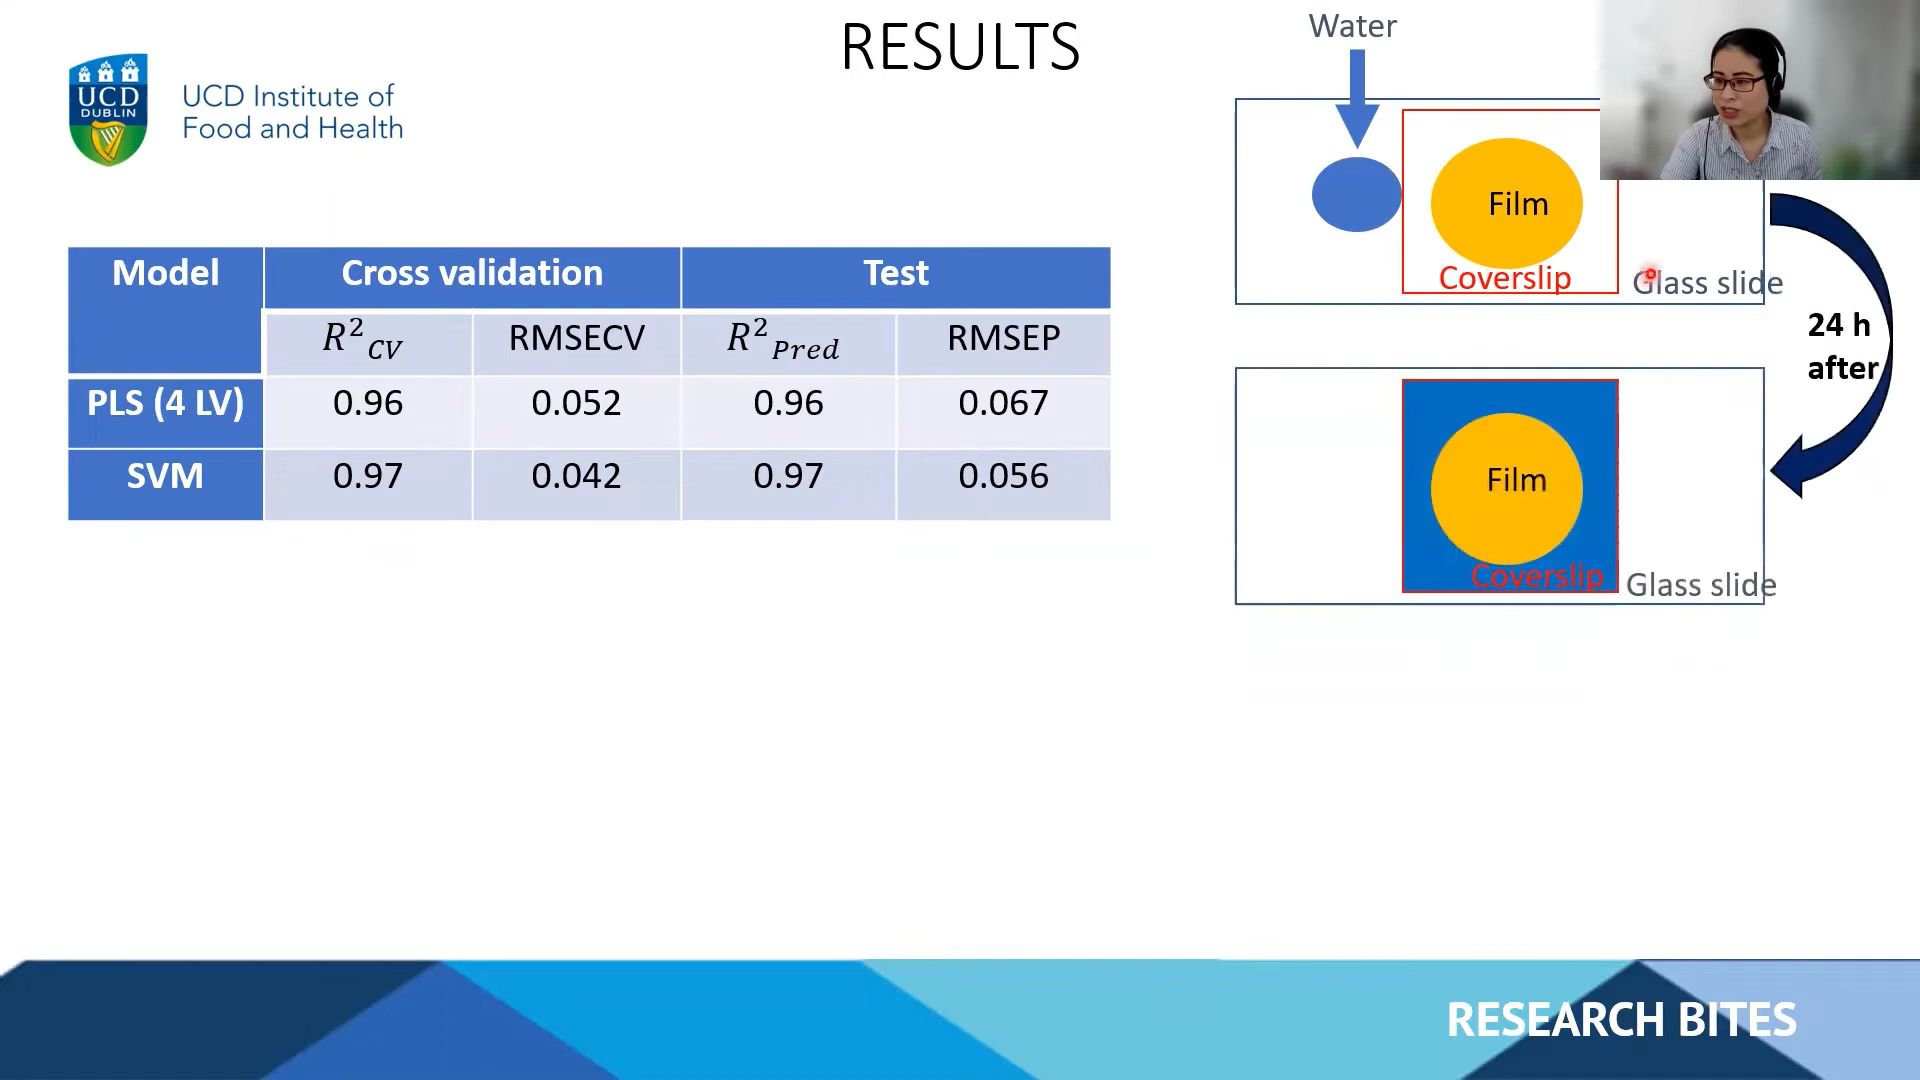 RESULTS
UCD
DUBLIN
UCD Institute of
Food and Health
Model Cross validation Test
R²CV RMSECV R²Pred RMSEP
PLS (4 LV) 0.96 0.052 0.96 0.067
SVM 0.97 0.042 0.97 0.056
Water
Film
Coverslip
Glass slide
24 h
after
Film
Coverslip
Glass slide
RESEARCH BITES